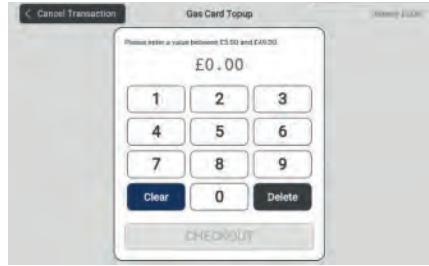 < Cancel Transaction
Gas Card Topup
Please enter a value between £5.00 and £49.00
£0.00
1 2 3
4 5 6
7 8 9
Clear 0 Delete
CHECKOUT